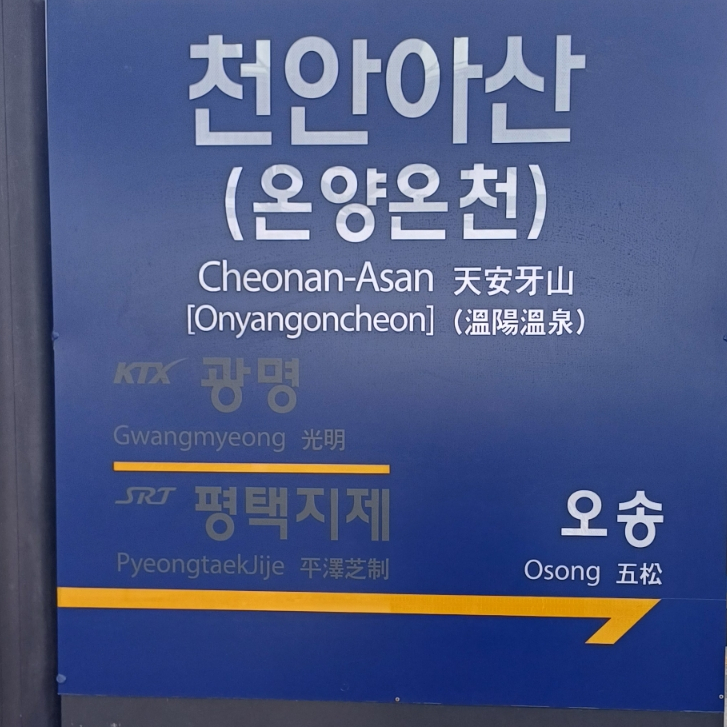 천안아산
(온양온천)
Cheonan-Asan 天安牙山
[Onyangoncheon] (溫陽溫泉)
KTX 광명
Gwangmyeong 光明
SRT 평택지제
PyeongtaekJije 平澤芝制
오송
Osong 五松